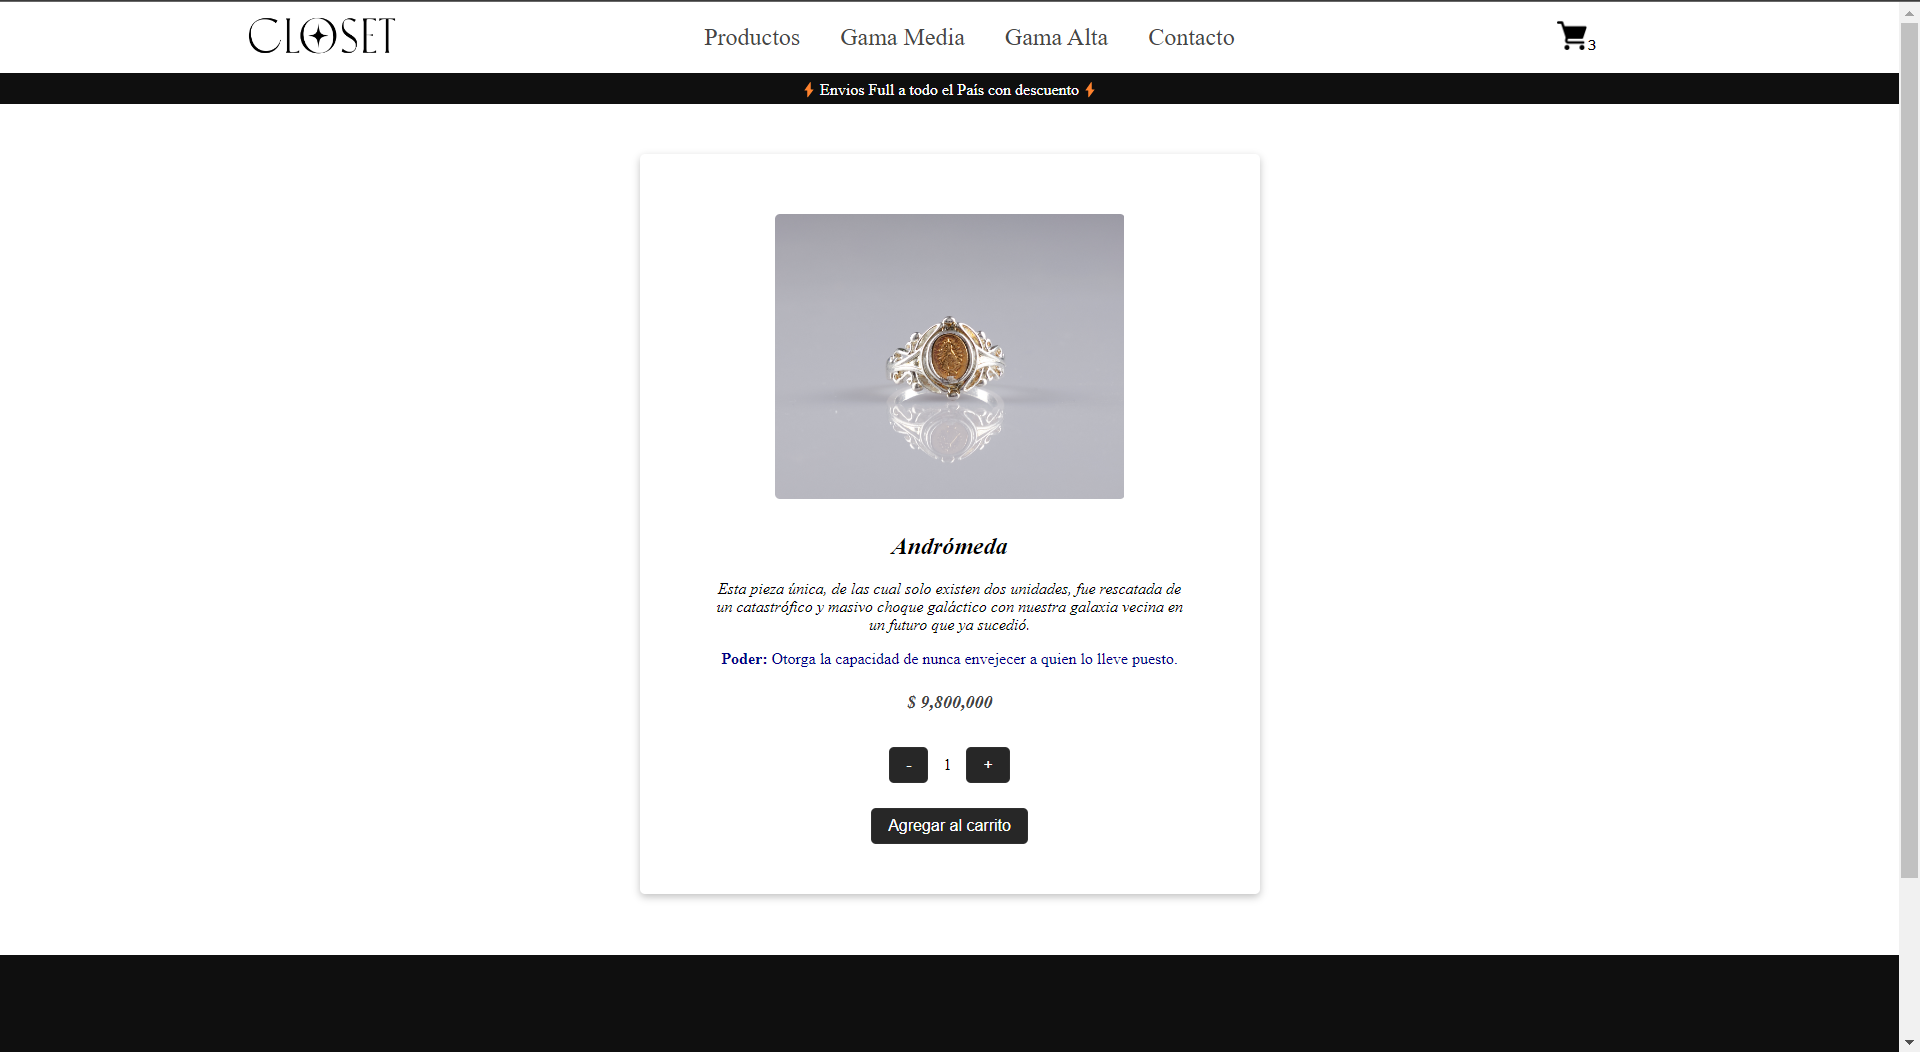 CLOSET
Productos Gama Media Gama Alta Contacto
3
Envios Full a todo el País con descuento
Andrómeda
Esta pieza única, de las cual solo existen dos unidades, fue rescatada de
un catastrófico y masivo choque galáctico con nuestra galaxia vecina en
un futuro que ya sucedió.
Poder: Otorga la capacidad de nunca envejecer a quien lo lleve puesto.
$ 9,800,000
- 1 +
Agregar al carrito